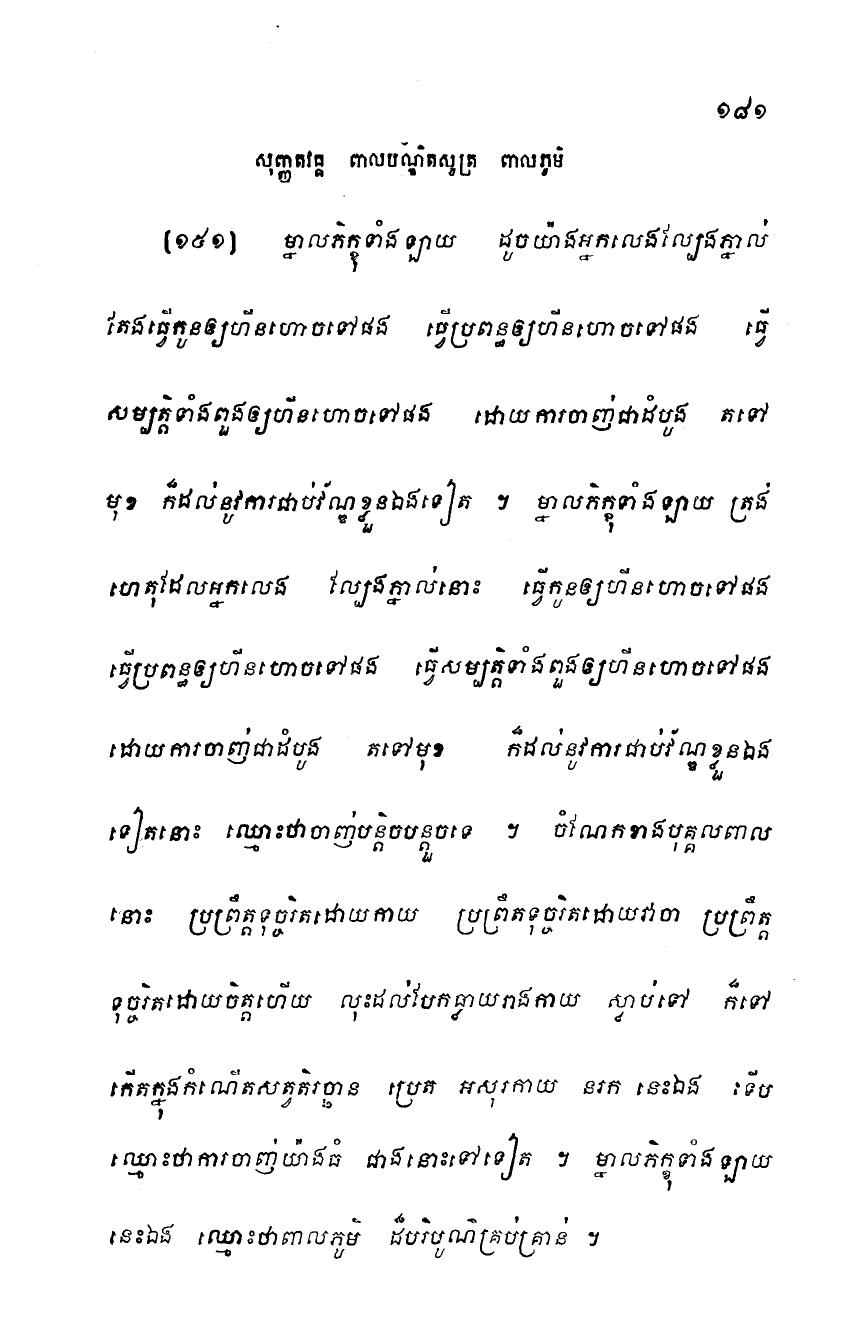 ១៨១
សុញ្ញតវគ្គ ពាលបណ្ឌិតសូត្រ ពាលភូមិ
[១៩១] ម្នាលភិក្ខុទាំងឡាយ ដូចយ៉ាងអ្នកលេងល្បែងភ្នាល់
តែងធ្វើកូនឲ្យហីនហោចទៅផង ធ្វើប្រពន្ធឲ្យហីនហោចទៅផង ធ្វើ
សម្បត្តិទាំងពួងឲ្យហីនហោចទៅផង ដោយការចាញ់ជាដំបូង តទៅ
មុខ ក៏ដល់នូវការជាប់វ័ណ្ឌខ្លួនឯងទៀត ។ ម្នាលភិក្ខុទាំងឡាយ ត្រង់
ហេតុដែលអ្នកលេង ល្បែងភ្នាល់នោះ ធ្វើកូនឲ្យហីនហោចទៅផង
ធ្វើប្រពន្ធឲ្យហីនហោចទៅផង ធ្វើសម្បត្តិទាំងពួងឲ្យហីនហោចទៅផង
ដោយការចាញ់ជាដំបូង តទៅមុខ ក៏ដល់នូវការជាប់វ័ណ្ឌខ្លួនឯង
ទៀតនោះ ឈ្មោះថាចាញ់បន្តិចបន្តួចទេ ។ ចំណែកខាងបុគ្គលពាល
នោះ ប្រព្រឹត្តទុច្ចរិតដោយកាយ ប្រព្រឹតទុច្ចរិតដោយវាចា ប្រព្រឹត្ត
ទុច្ចរិតដោយចិត្តហើយ លុះដល់បែកធ្លាយរាងកាយ ស្លាប់ទៅ ក៏ទៅ
កើតក្នុងកំណើតសត្វតិរច្ឆាន ប្រេត អសុរកាយ នរក នេះឯង ទើប
ឈ្មោះថាការចាញ់យ៉ាងធំ ជាងនោះទៅទៀត ។ ម្នាលភិក្ខុទាំងឡាយ
នេះឯង ឈ្មោះថាពាលភូមិ ដ៏បរិបូណ៌គ្រប់គ្រាន់ ។